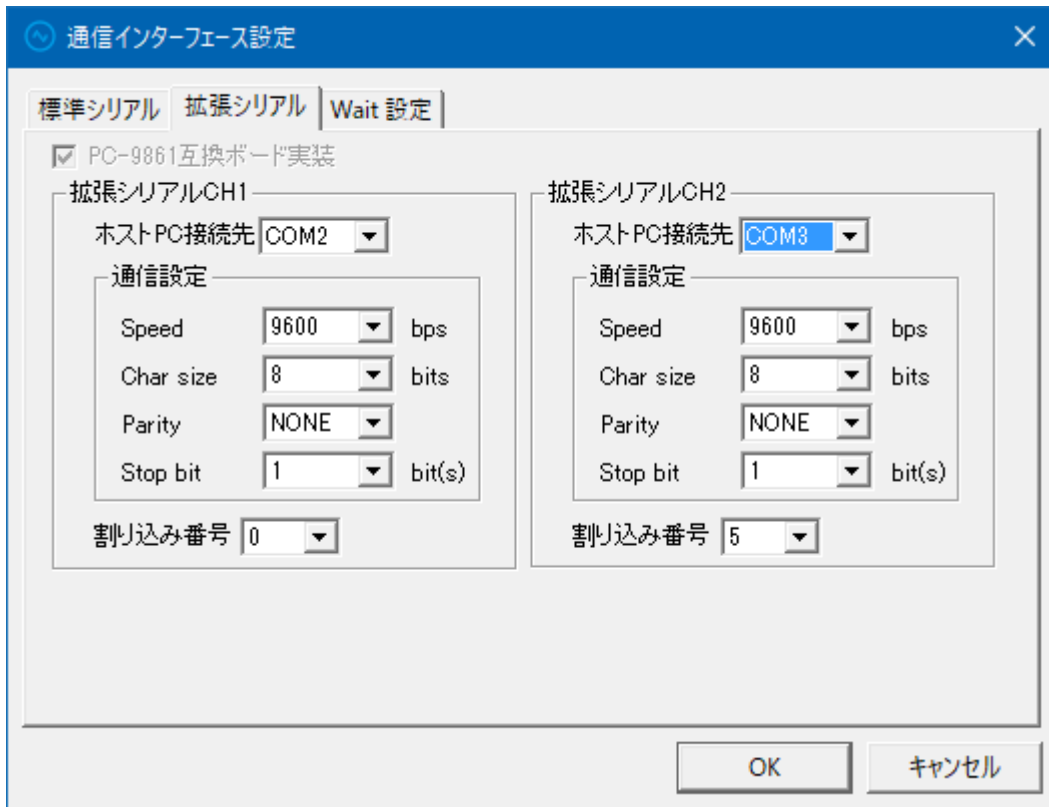 通信インターフェース設定
標準シリアル 拡張シリアル Wait 設定
PC-9861互換ボード実装
拡張シリアルCH1
ホストPC接続先 COM2
通信設定
Speed 9600 bps
Char size 8 bits
Parity NONE
Stop bit 1 bit(s)
割り込み番号 0
拡張シリアルCH2
ホストPC接続先 COM3
通信設定
Speed 9600 bps
Char size 8 bits
Parity NONE
Stop bit 1 bit(s)
割り込み番号 5
OK キャンセル